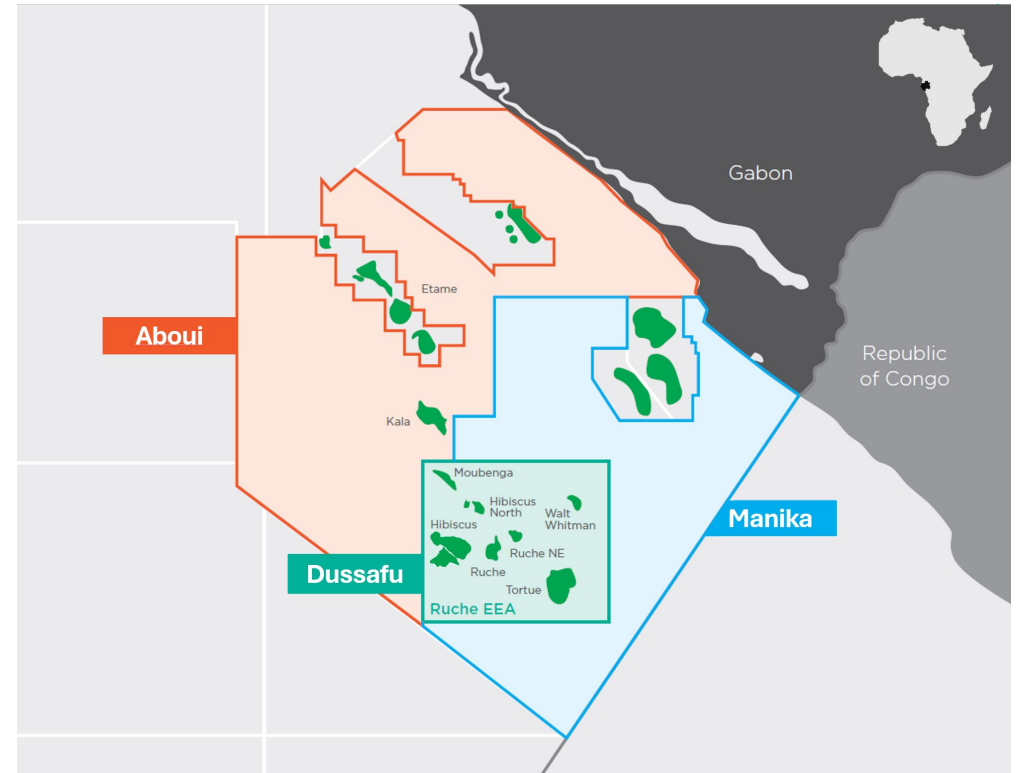 Gabon
Republic
of Congo
Etame
Aboui
Kala
Moubenga
Hibiscus
North
Walt
Whitman
Manika
Hibiscus
Ruche NE
Ruche
Dussafu
Tortue
Ruche EEA